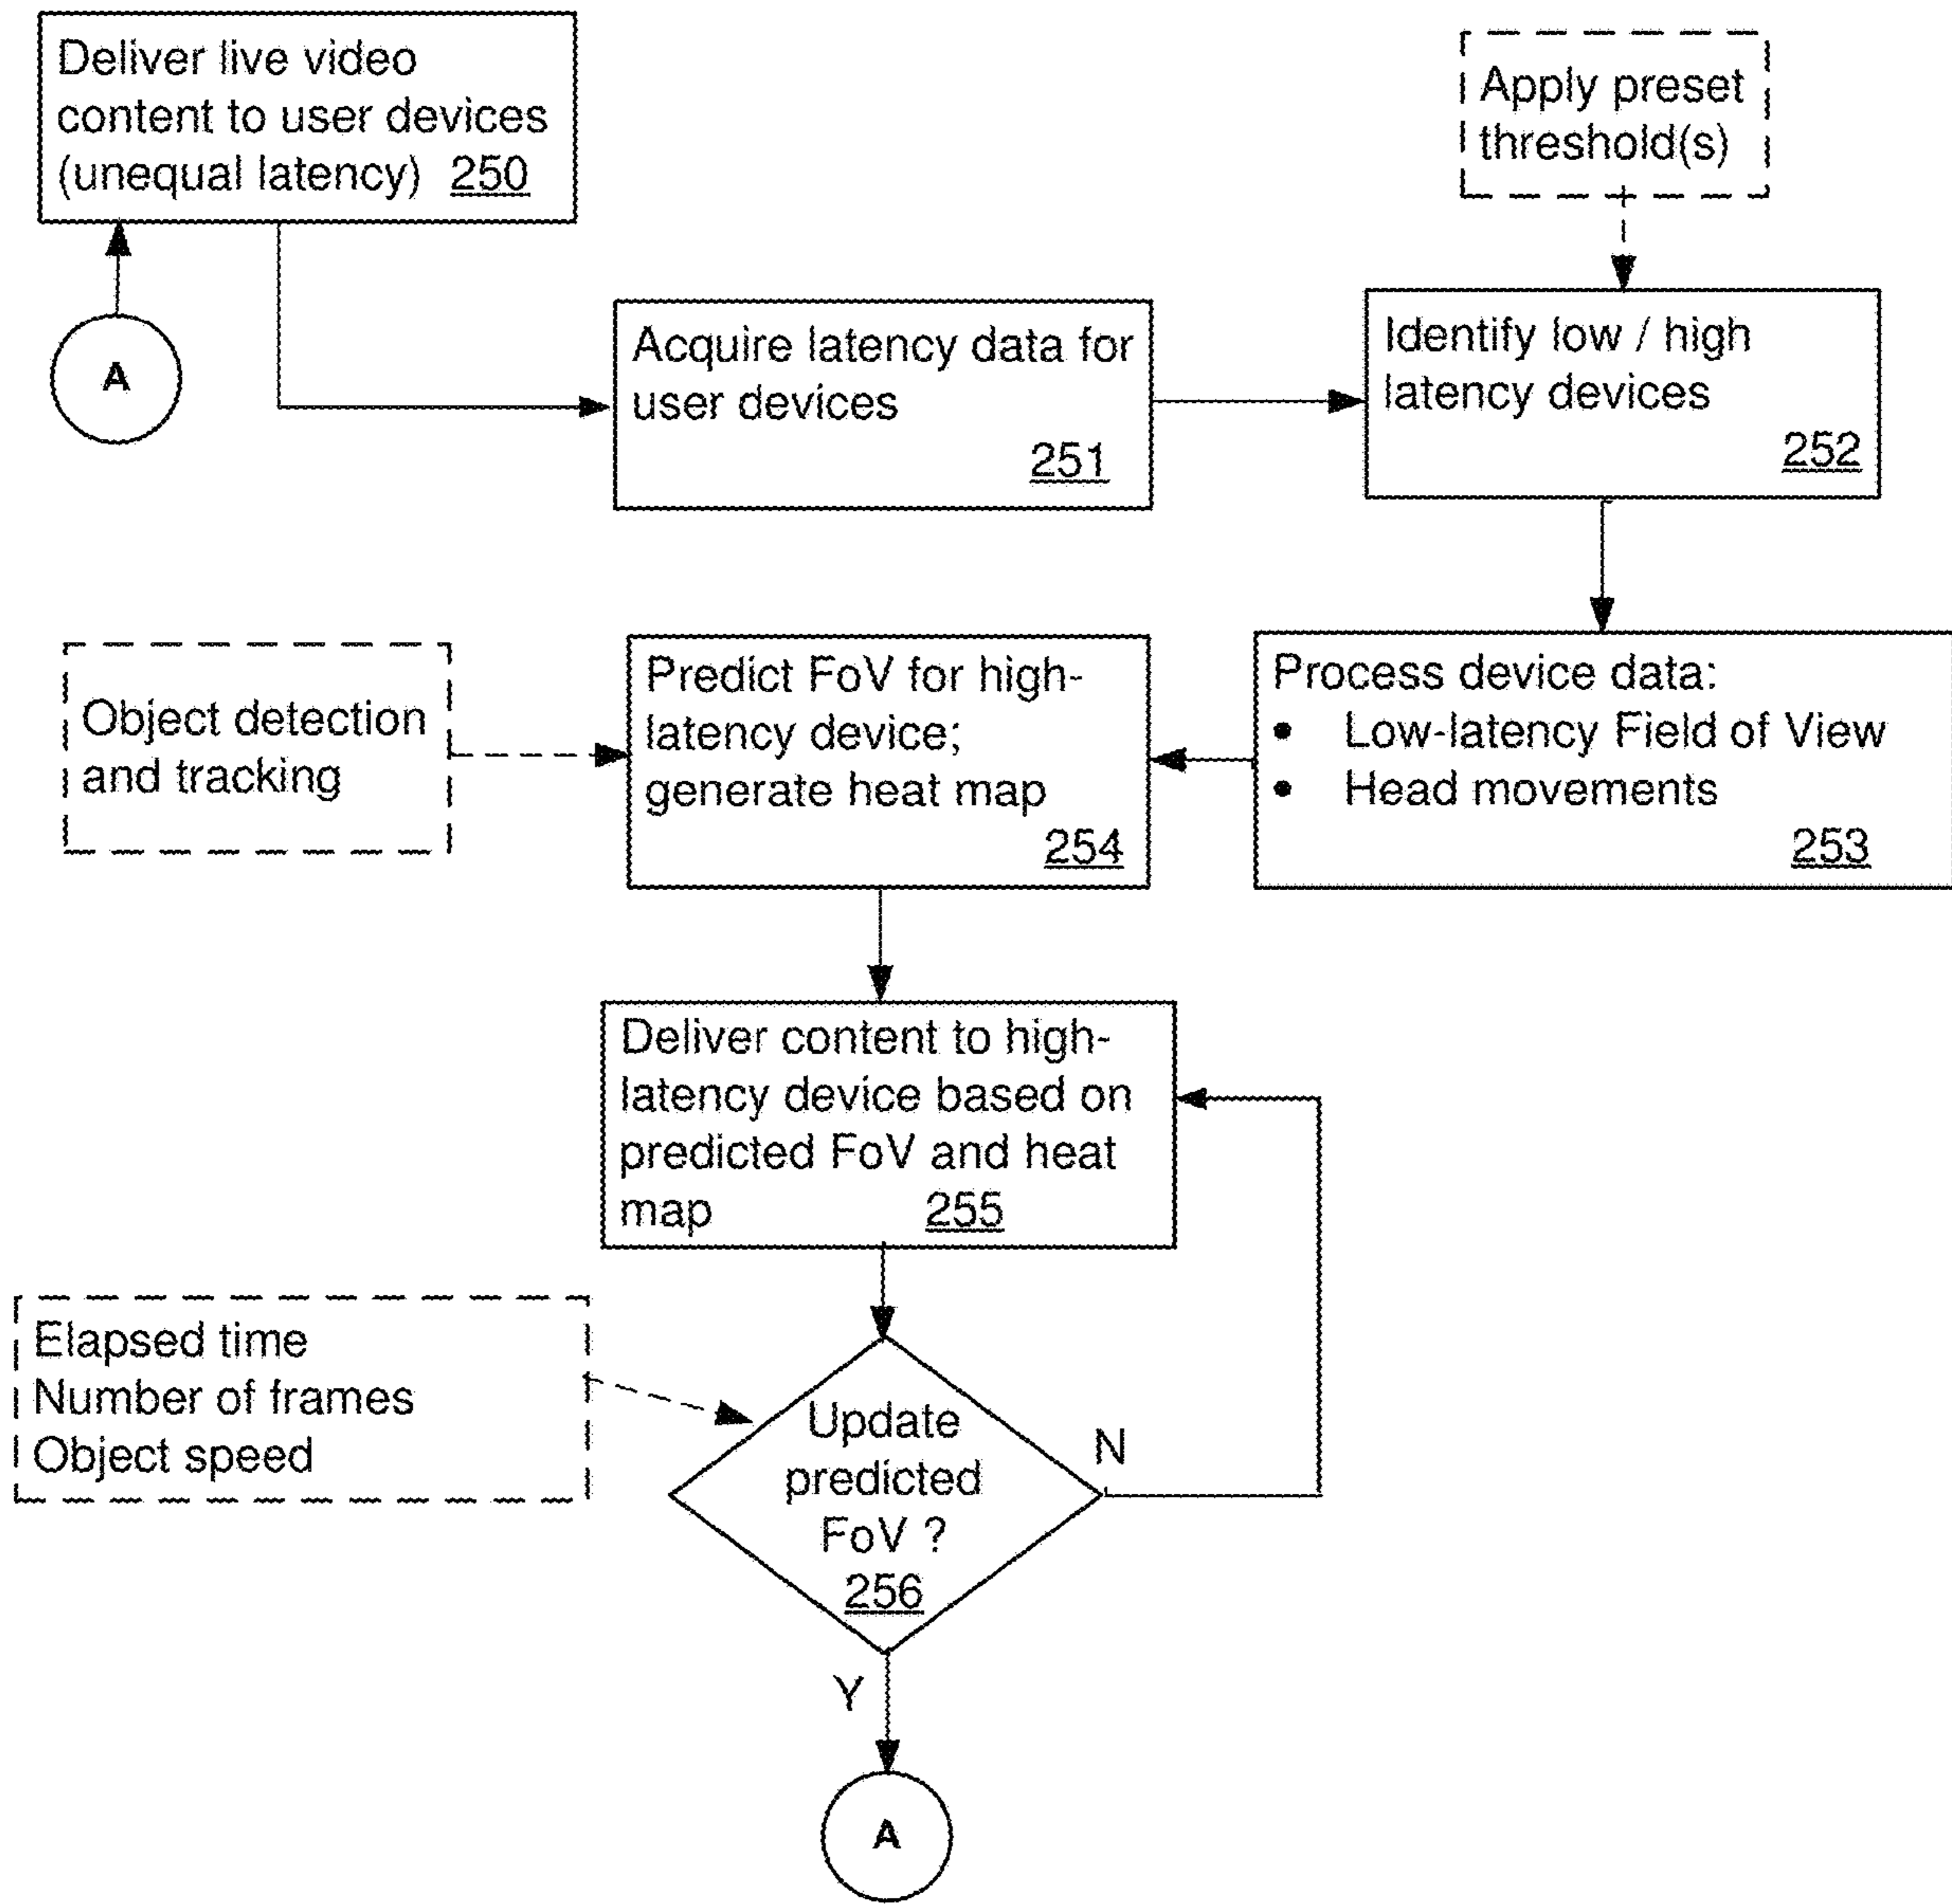 Deliver live video
content to user devices
(unequal latency) 250
Apply preset
threshold(s)
A
Acquire latency data for
user devices
251
Identify low / high
latency devices
252
Object detection
and tracking
Predict FoV for high-
latency device;
generate heat map
254
Process device data:
• Low-latency Field of View
• Head movements
253
Deliver content to high-
latency device based on
predicted FoV and heat
map 255
Elapsed time
Number of frames
Object speed
Update
predicted
FoV ?
256
N
Y
A